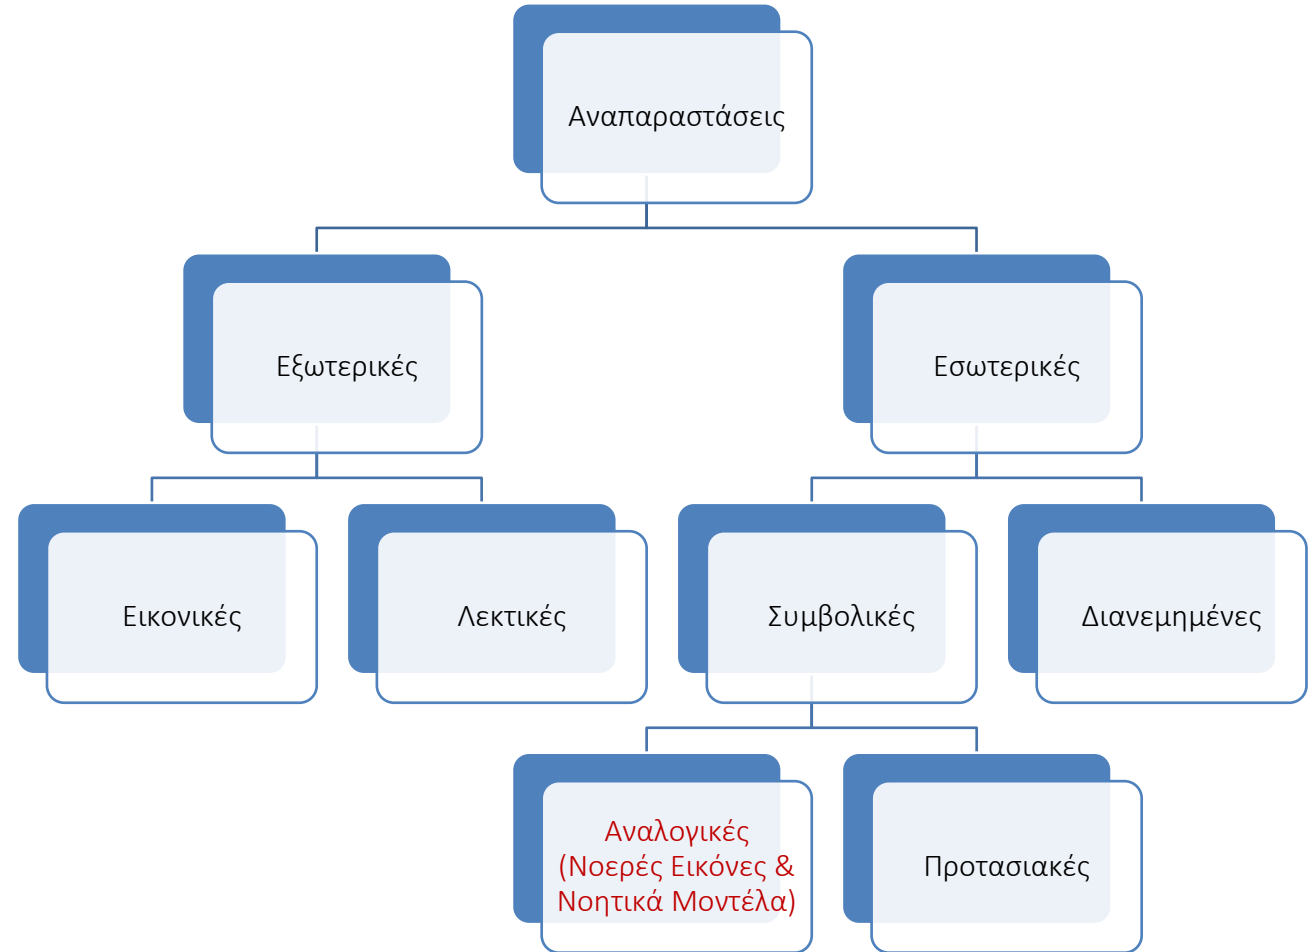 Αναπαραστάσεις
Εξωτερικές
Εσωτερικές
Εικονικές
Λεκτικές
Συμβολικές
Διανεμημένες
Αναλογικές
(Νοερές Εικόνες &
Νοητικά Μοντέλα)
Προτασιακές